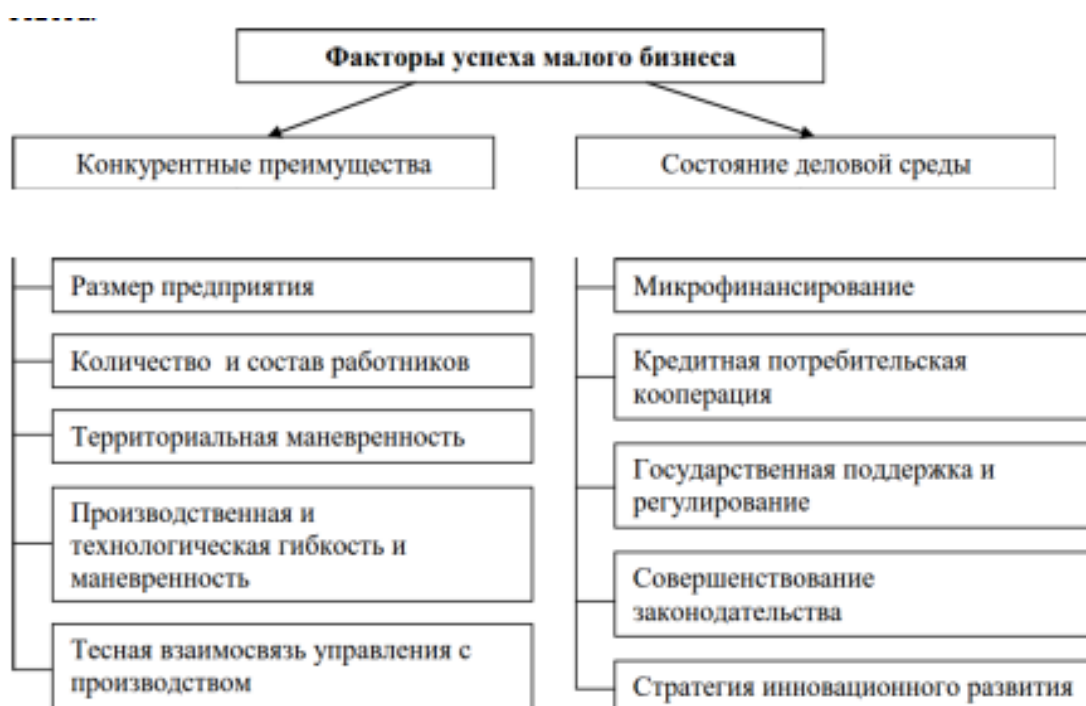 Факторы успеха малого бизнеса
Конкурентные преимущества
Состояние деловой среды
Размер предприятия
Количество и состав работников
Территориальная маневренность
Производственная и
технологическая гибкость и
маневренность
Тесная взаимосвязь управления с
производством
Микрофинансирование
Кредитная потребительская
кооперация
Государственная поддержка и
регулирование
Совершенствование
законодательства
Стратегия инновационного развития